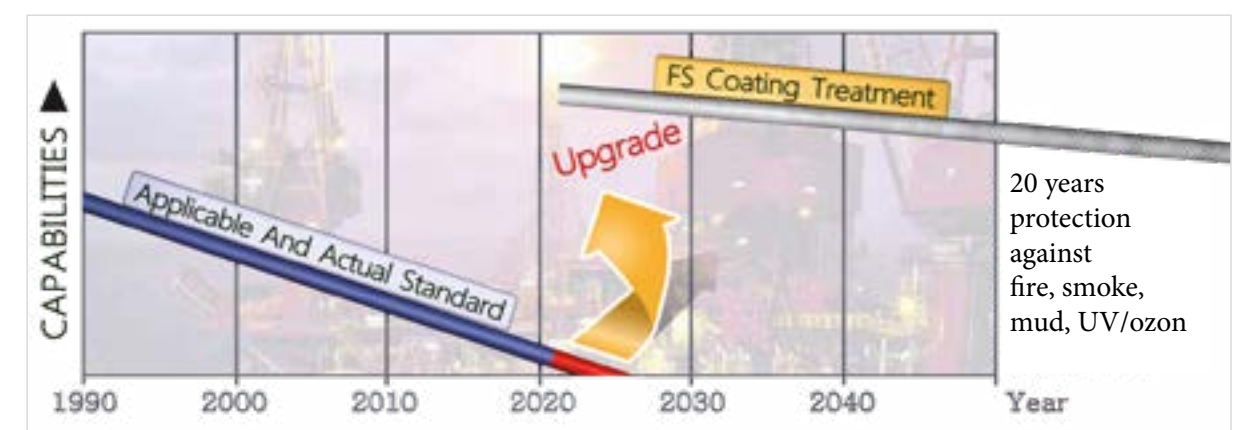 CAPABILITIES ▶
FS Coating Treatment
Upgrade
Applicable And Actual Standard
20 years
protection
against
fire, smoke,
mud, UV/ozon
1990 2000 2010 2020 2030 2040 Year